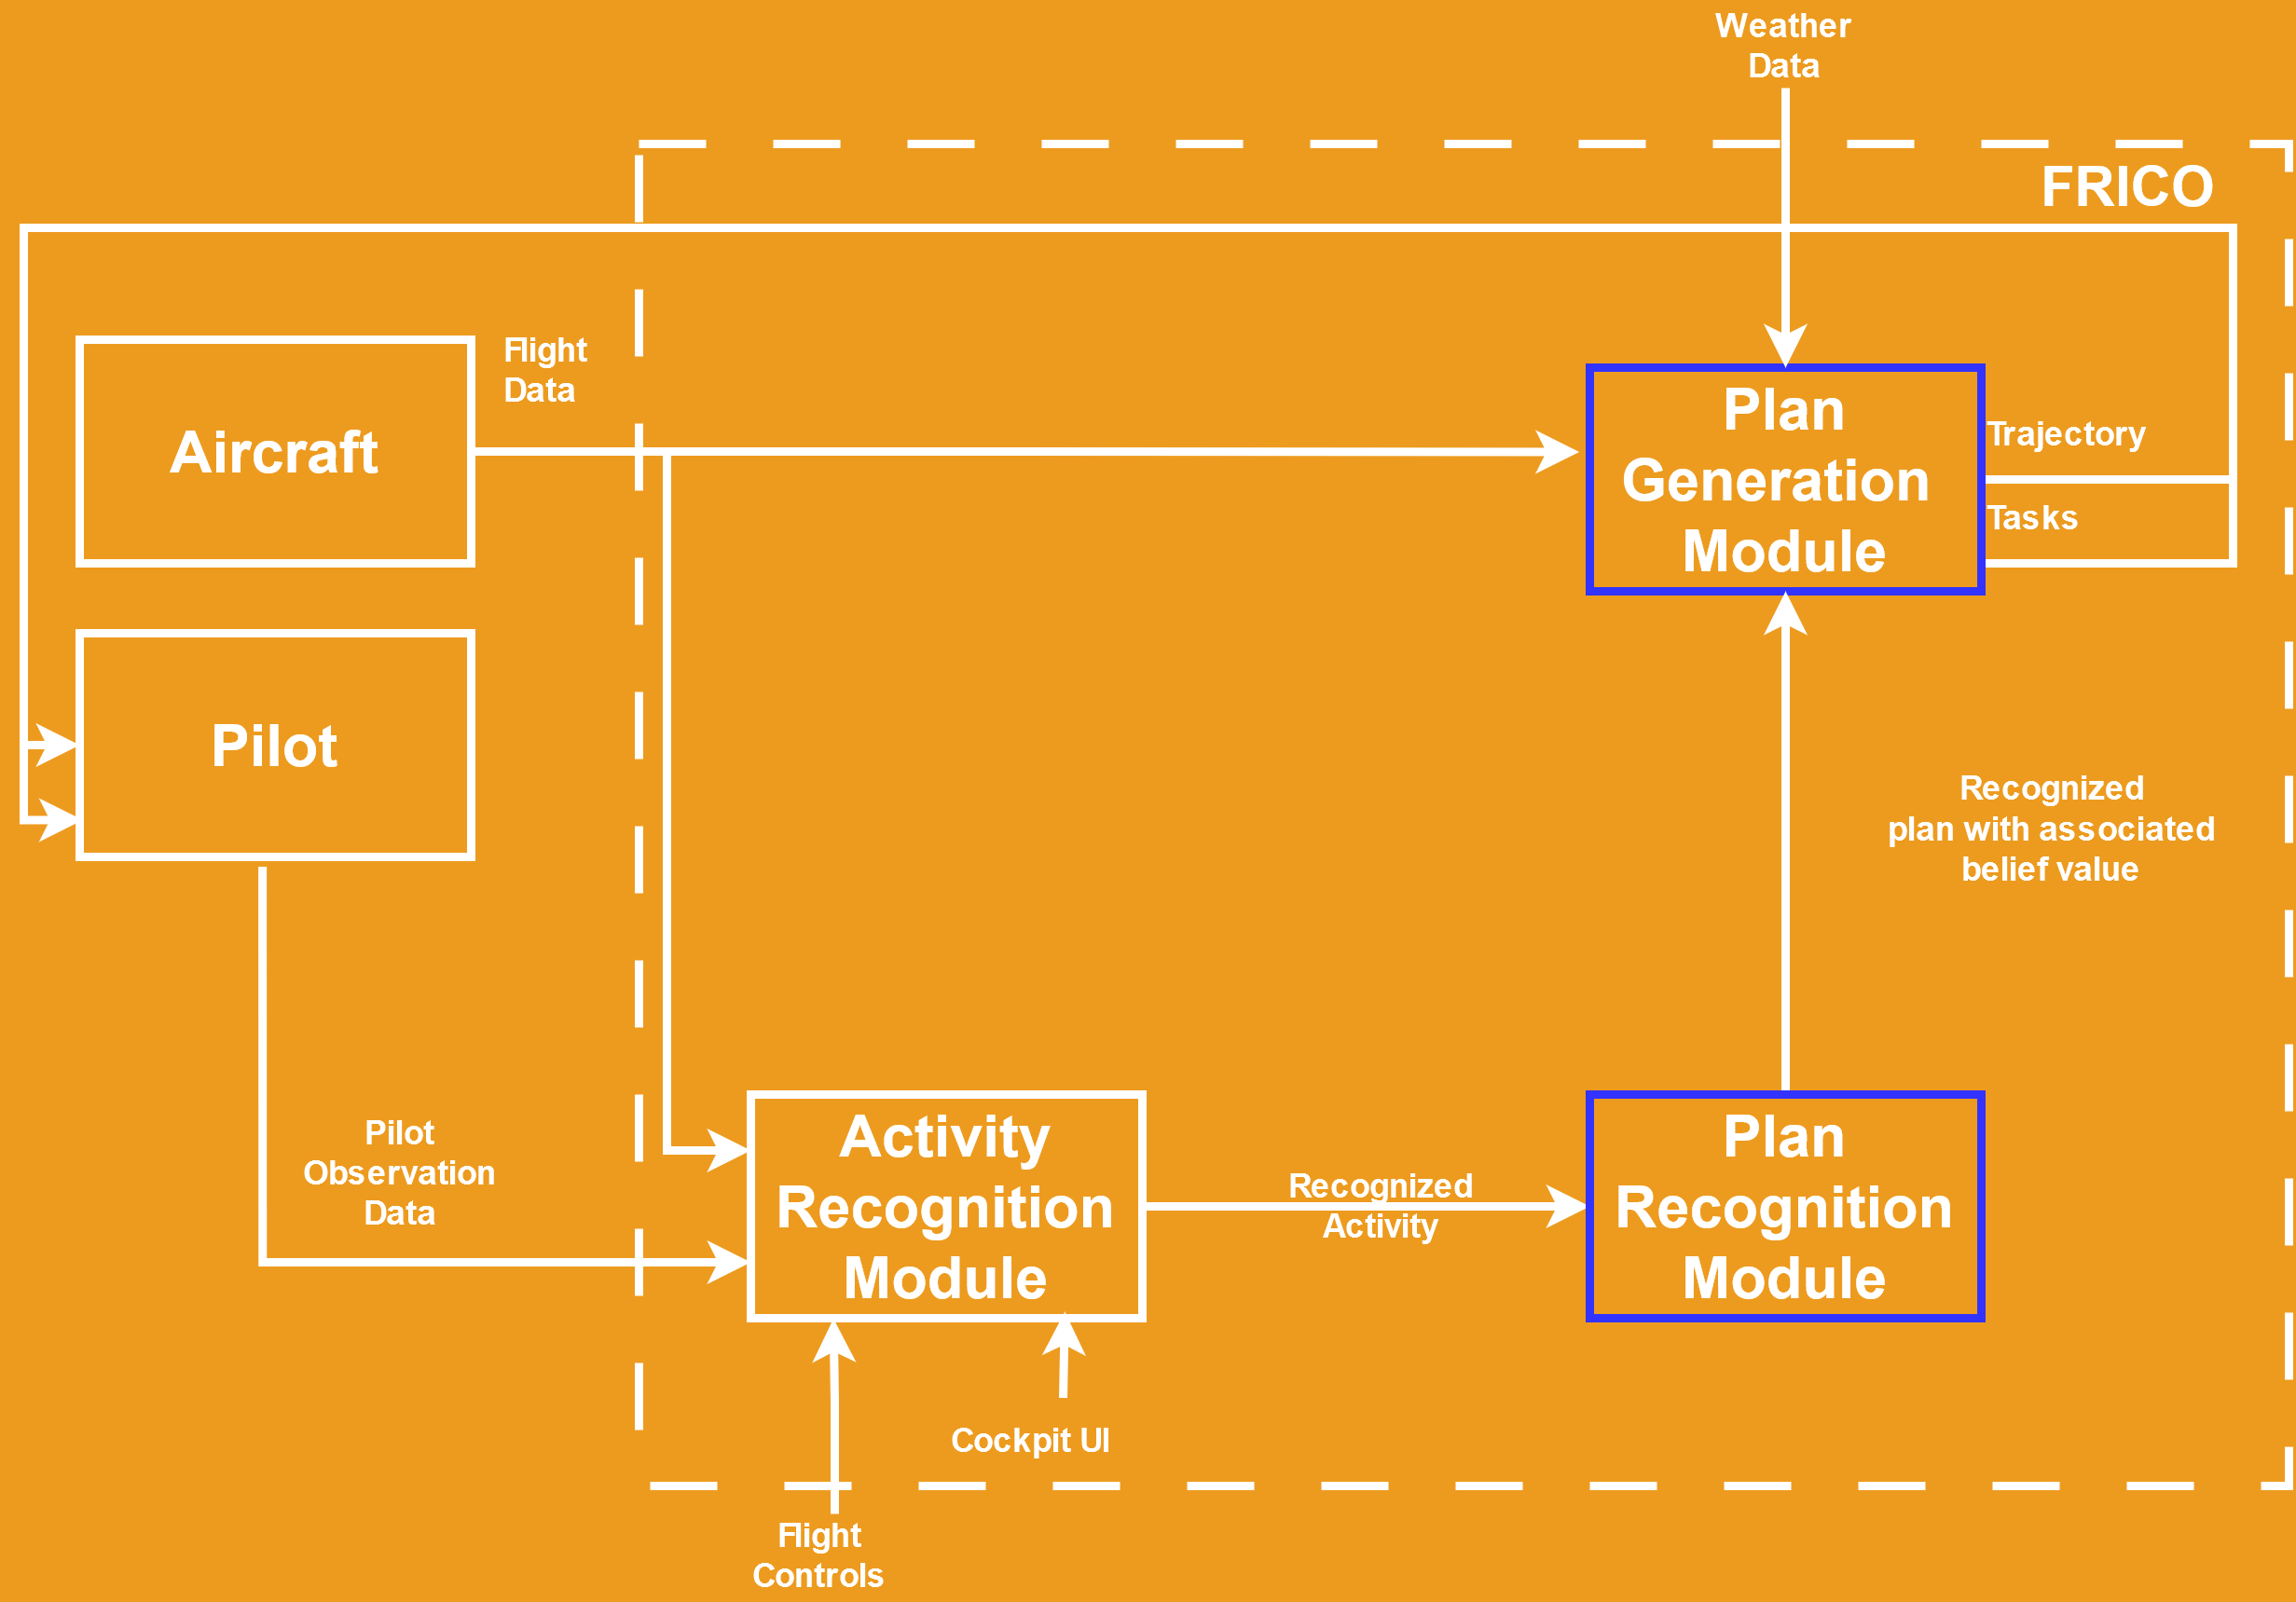 Weather
Data
FRICO
Flight
Data
Aircraft
Plan
Generation
Module
Trajectory
Tasks
Pilot
Recognized
plan with associated
belief value
Pilot
Observation
Data
Activity
Recognition
Module
Recognized
Activity
Plan
Recognition
Module
Cockpit UI
Flight
Controls